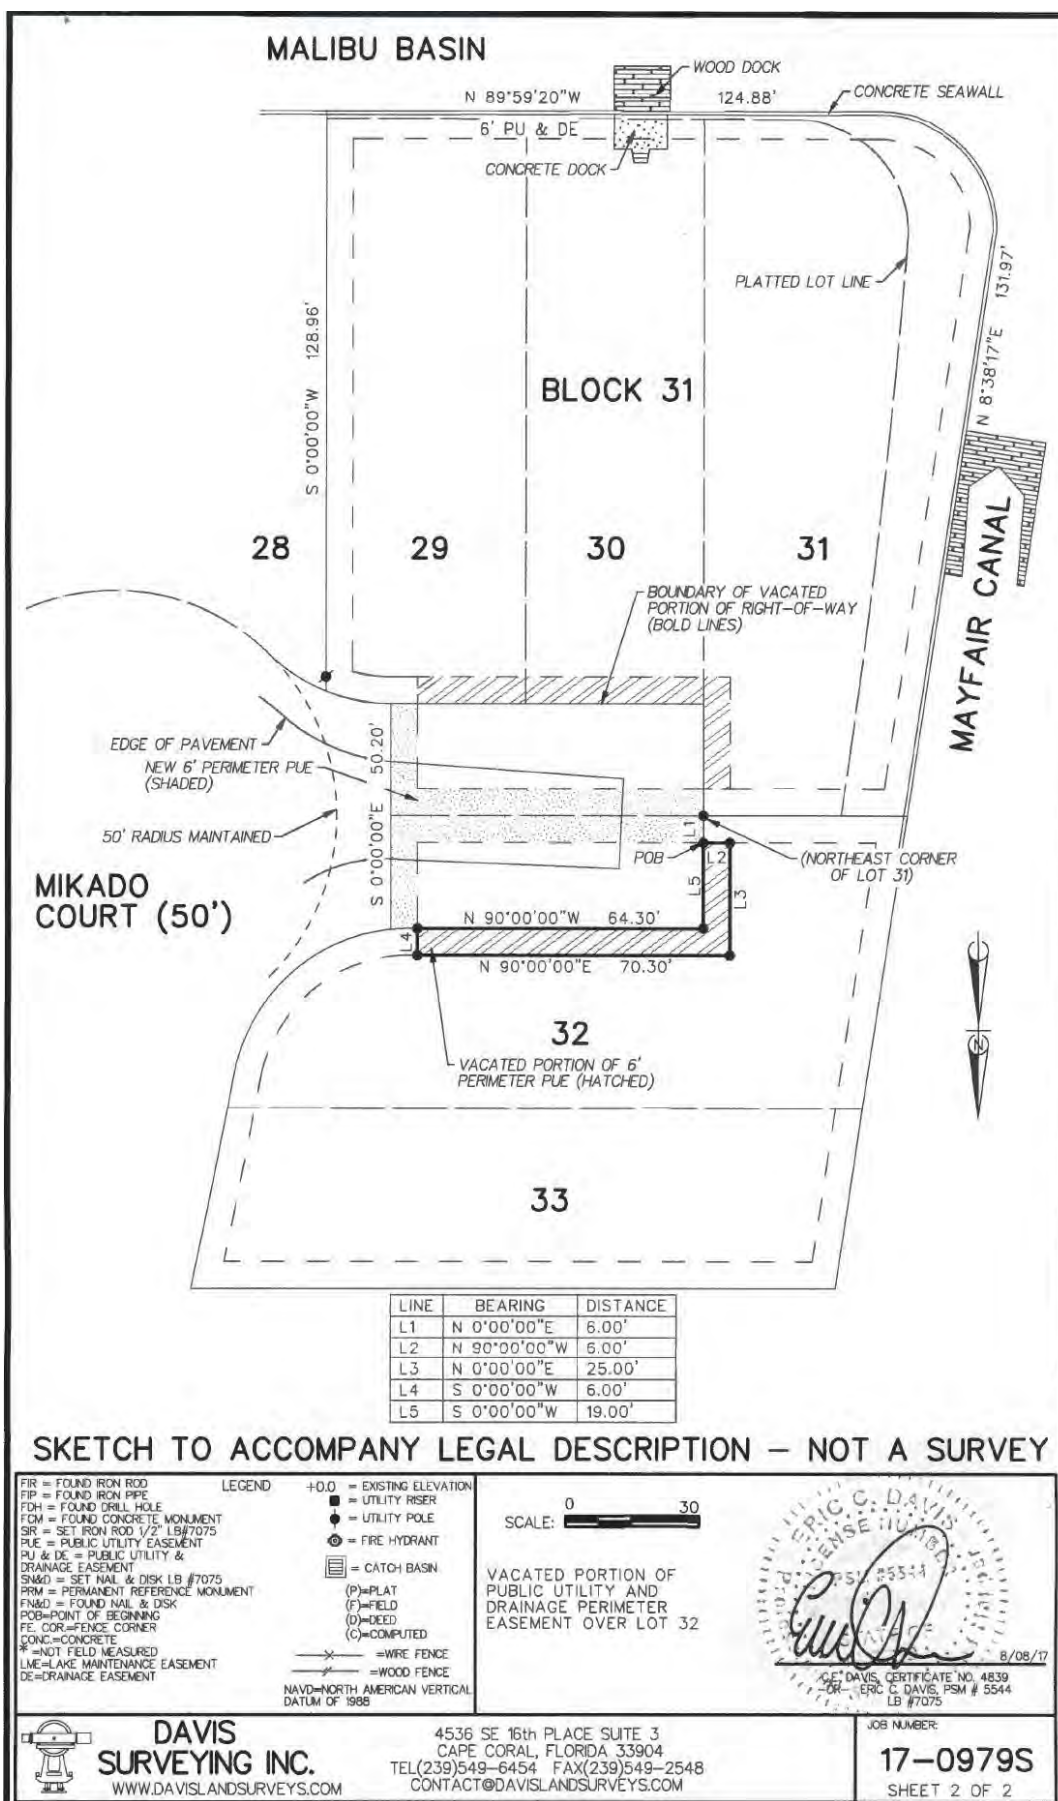 MALIBU BASIN
WOOD DOCK
N 89°59'20"W 124.88'
CONCRETE SEAWALL
6' PU & DE
CONCRETE DOCK
PLATTED LOT LINE
N 8°38'17"E 131.97'
S 0°00'00"W 128.96'
BLOCK 31
28
29
30
31
MAYFAIR CANAL
BOUNDARY OF VACATED
PORTION OF RIGHT-OF-WAY
(BOLD LINES)
EDGE OF PAVEMENT
NEW 6' PERIMETER PUE
(SHADED)
50' RADIUS MAINTAINED
S 0°00'00"E 50.20'
MIKADO
COURT (50')
L1
POB
L2
(NORTHEAST CORNER
OF LOT 31)
L5
L3
L4
N 90°00'00"W 64.30'
N 90°00'00"E 70.30'
32
VACATED PORTION OF 6'
PERIMETER PUE (HATCHED)
N
33
LINE BEARING DISTANCE
L1 N 0°00'00"E 6.00'
L2 N 90°00'00"W 6.00'
L3 N 0°00'00"E 25.00'
L4 S 0°00'00"W 6.00'
L5 S 0°00'00"W 19.00'
SKETCH TO ACCOMPANY LEGAL DESCRIPTION - NOT A SURVEY
LEGEND
FIR = FOUND IRON ROD
FIP = FOUND IRON PIPE
FDH = FOUND DRILL HOLE
FCM = FOUND CONCRETE MONUMENT
SIR = SET IRON ROD 1/2" LB#7075
PUE = PUBLIC UTILITY EASEMENT
PU & DE = PUBLIC UTILITY &
DRAINAGE EASEMENT
SN&D = SET NAIL & DISK LB #7075
PRM = PERMANENT REFERENCE MONUMENT
FN&D = FOUND NAIL & DISK
POB=POINT OF BEGINNING
FE. COR.=FENCE CORNER
CONC.=CONCRETE
* =NOT FIELD MEASURED
LME=LAKE MAINTENANCE EASEMENT
DE=DRAINAGE EASEMENT
+0.0 = EXISTING ELEVATION
= UTILITY RISER
= UTILITY POLE
= FIRE HYDRANT
= CATCH BASIN
(P)=PLAT
(F)=FIELD
(D)=DEED
(C)=COMPUTED
=WIRE FENCE
=WOOD FENCE
NAVD=NORTH AMERICAN VERTICAL
DATUM OF 1988
0 30
SCALE:
VACATED PORTION OF
PUBLIC UTILITY AND
DRAINAGE PERIMETER
EASEMENT OVER LOT 32
ERIC C. DAVIS
LICENSE NUMBER
PSM #5544
8/08/17
C.E. DAVIS, CERTIFICATE NO. 4839
-OR- ERIC C. DAVIS, PSM # 5544
LB #7075
DAVIS
SURVEYING INC.
WWW.DAVISLANDSURVEYS.COM
4536 SE 16th PLACE SUITE 3
CAPE CORAL, FLORIDA 33904
TEL(239)549-6454 FAX(239)549-2548
CONTACT@DAVISLANDSURVEYS.COM
JOB NUMBER:
17-0979S
SHEET 2 OF 2